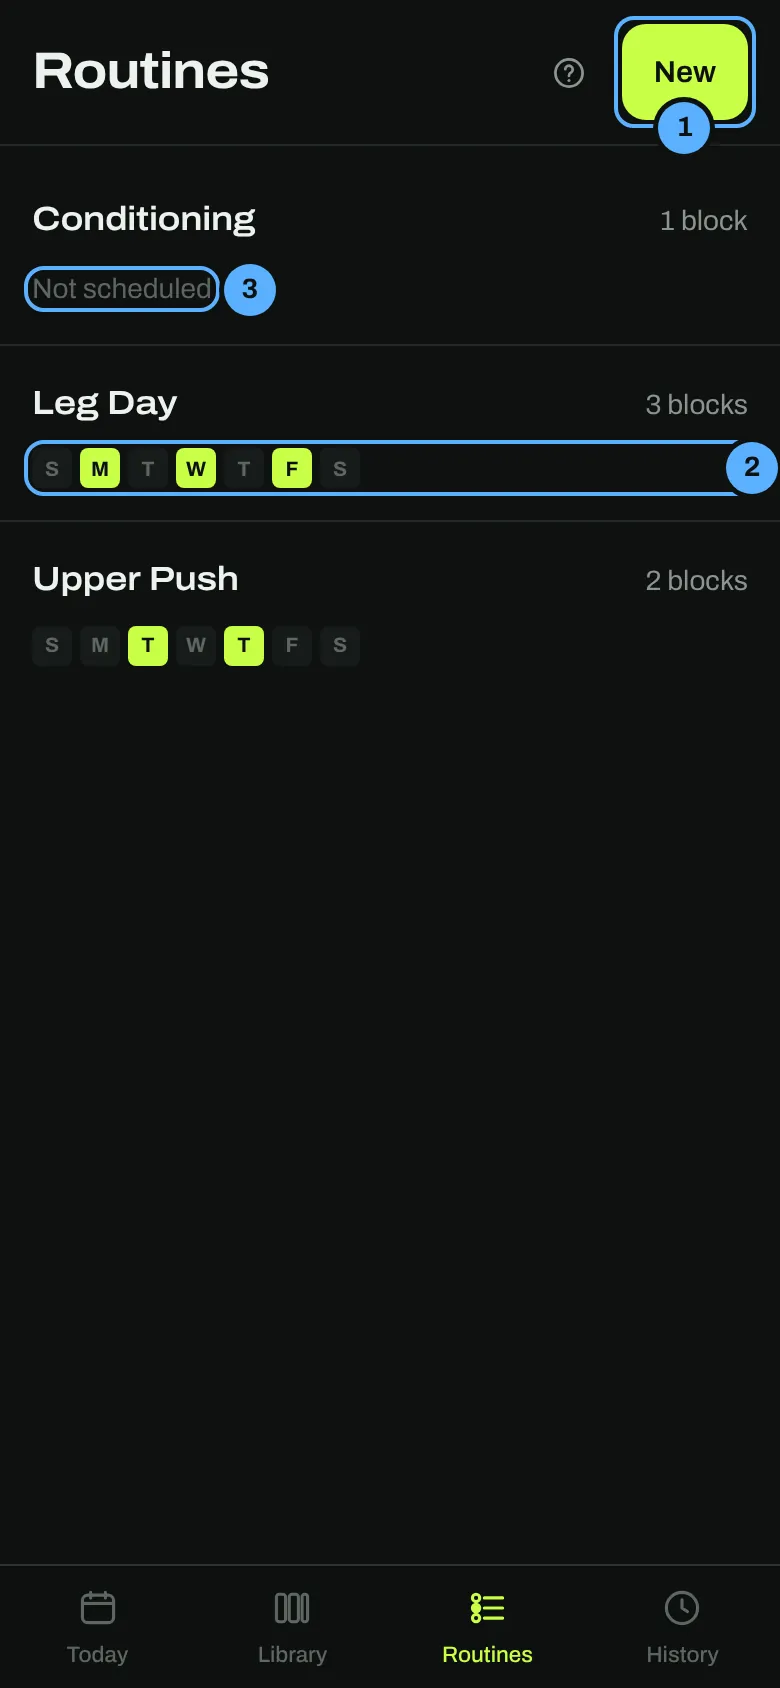 Routines
New
1
Conditioning
1 block
Not scheduled
3
Leg Day
3 blocks
S M T W T F S
2
Upper Push
2 blocks
S M T W T F S
Today
Library
Routines
History